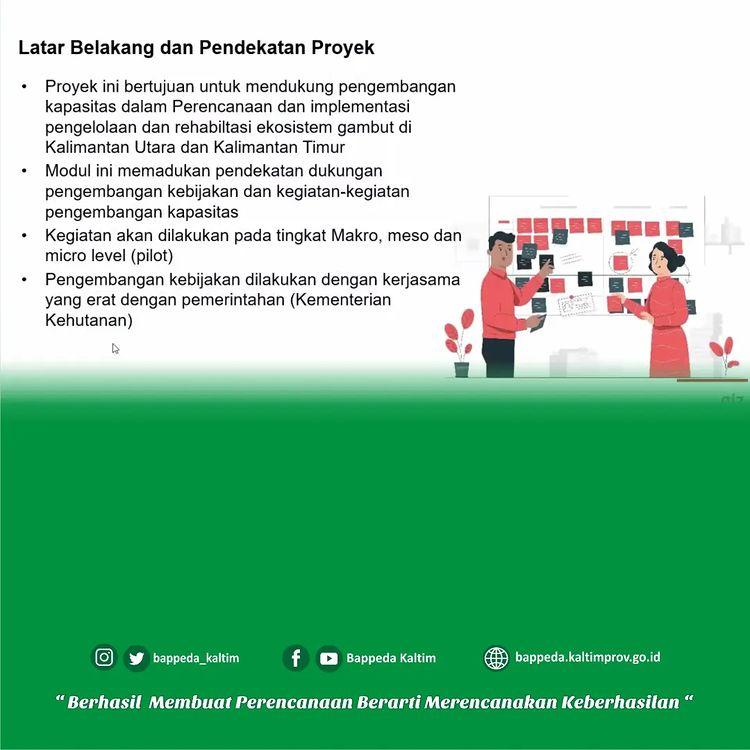 Latar Belakang dan Pendekatan Proyek
• Proyek ini bertujuan untuk mendukung pengembangan
kapasitas dalam Perencanaan dan implementasi
pengelolaan dan rehabiltasi ekosistem gambut di
Kalimantan Utara dan Kalimantan Timur
• Modul ini memadukan pendekatan dukungan
pengembangan kebijakan dan kegiatan-kegiatan
pengembangan kapasitas
• Kegiatan akan dilakukan pada tingkat Makro, meso dan
micro level (pilot)
• Pengembangan kebijakan dilakukan dengan kerjasama
yang erat dengan pemerintahan (Kementerian
Kehutanan)
bappeda_kaltim
Bappeda Kaltim
bappeda.kaltimprov.go.id
“ Berhasil Membuat Perencanaan Berarti Merencanakan Keberhasilan “